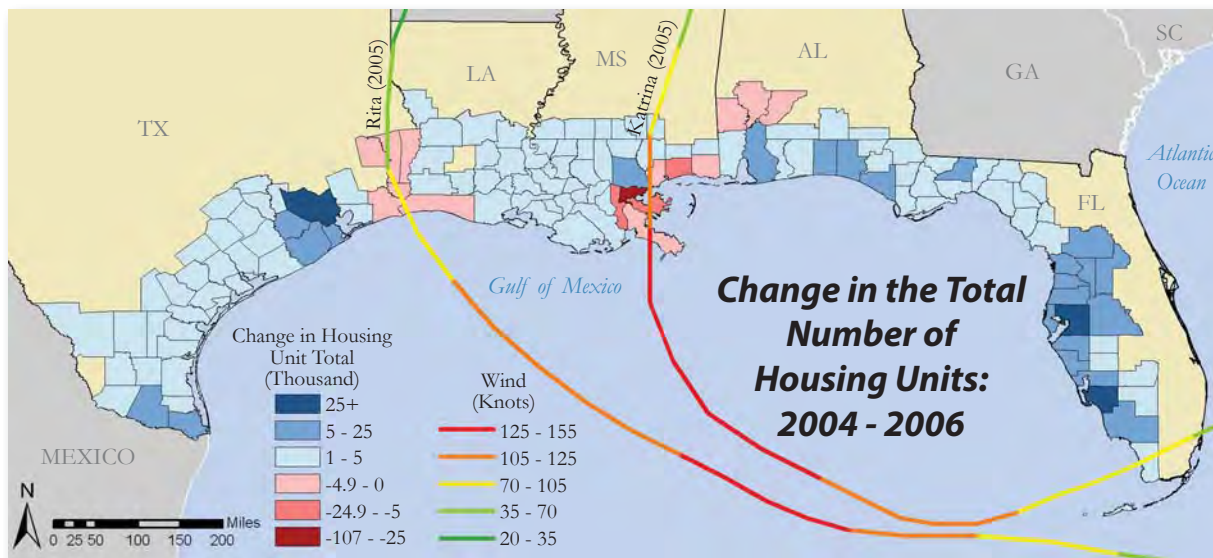 SC
MS
AL
GA
LA
Rita (2005)
Katrina (2005)
TX
Atlantic
Ocean
FL
Gulf of Mexico
Change in the Total
Number of
Housing Units:
2004 - 2006
Change in Housing
Unit Total
(Thousand)
25+
5 - 25
1 - 5
-4.9 - 0
-24.9 - -5
-107 - -25
Wind
(Knots)
125 - 155
105 - 125
70 - 105
35 - 70
20 - 35
MEXICO
N
Miles
0 25 50 100 150 200